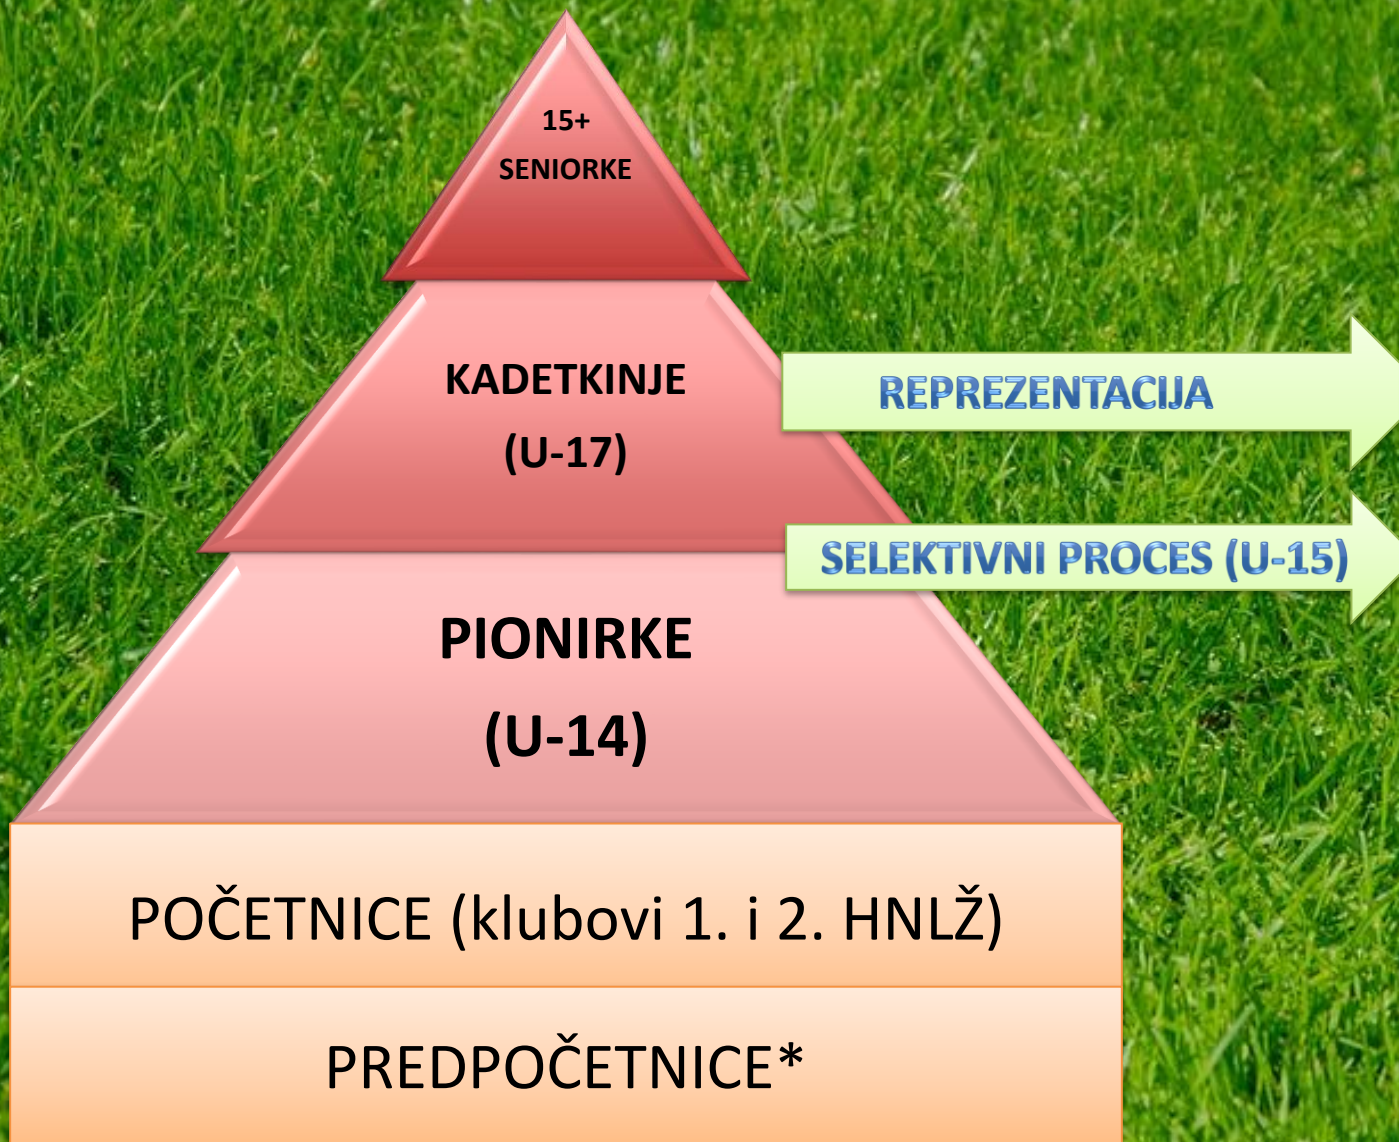 15+
SENIORKE
KADETKINJE
(U-17)
REPREZENTACIJA
SELEKTIVNI PROCES (U-15)
PIONIRKE
(U-14)
POČETNICE (klubovi 1. i 2. HNLŽ)
PREDPOČETNICE*